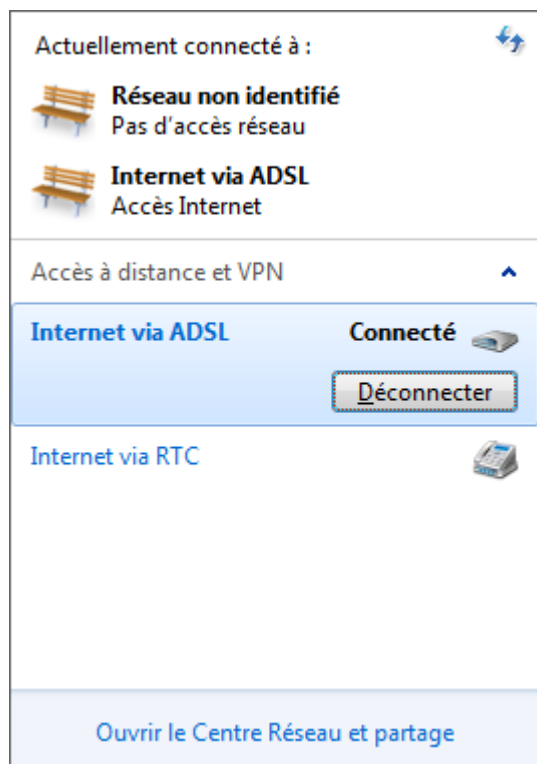 Actuellement connecté à :
Réseau non identifié
Pas d'accès réseau
Internet via ADSL
Accès Internet
Accès à distance et VPN
Internet via ADSL Connecté
Déconnecter
Internet via RTC
Ouvrir le Centre Réseau et partage